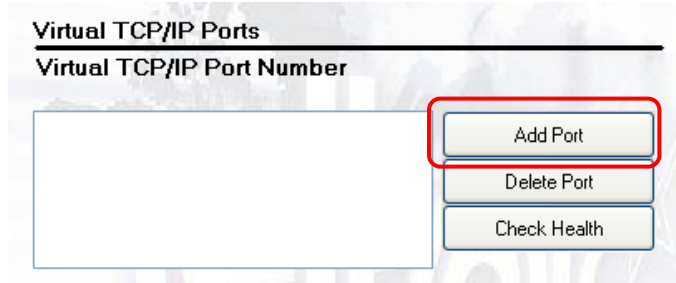 Virtual TCP/IP Ports
Virtual TCP/IP Port Number
Add Port
Delete Port
Check Health